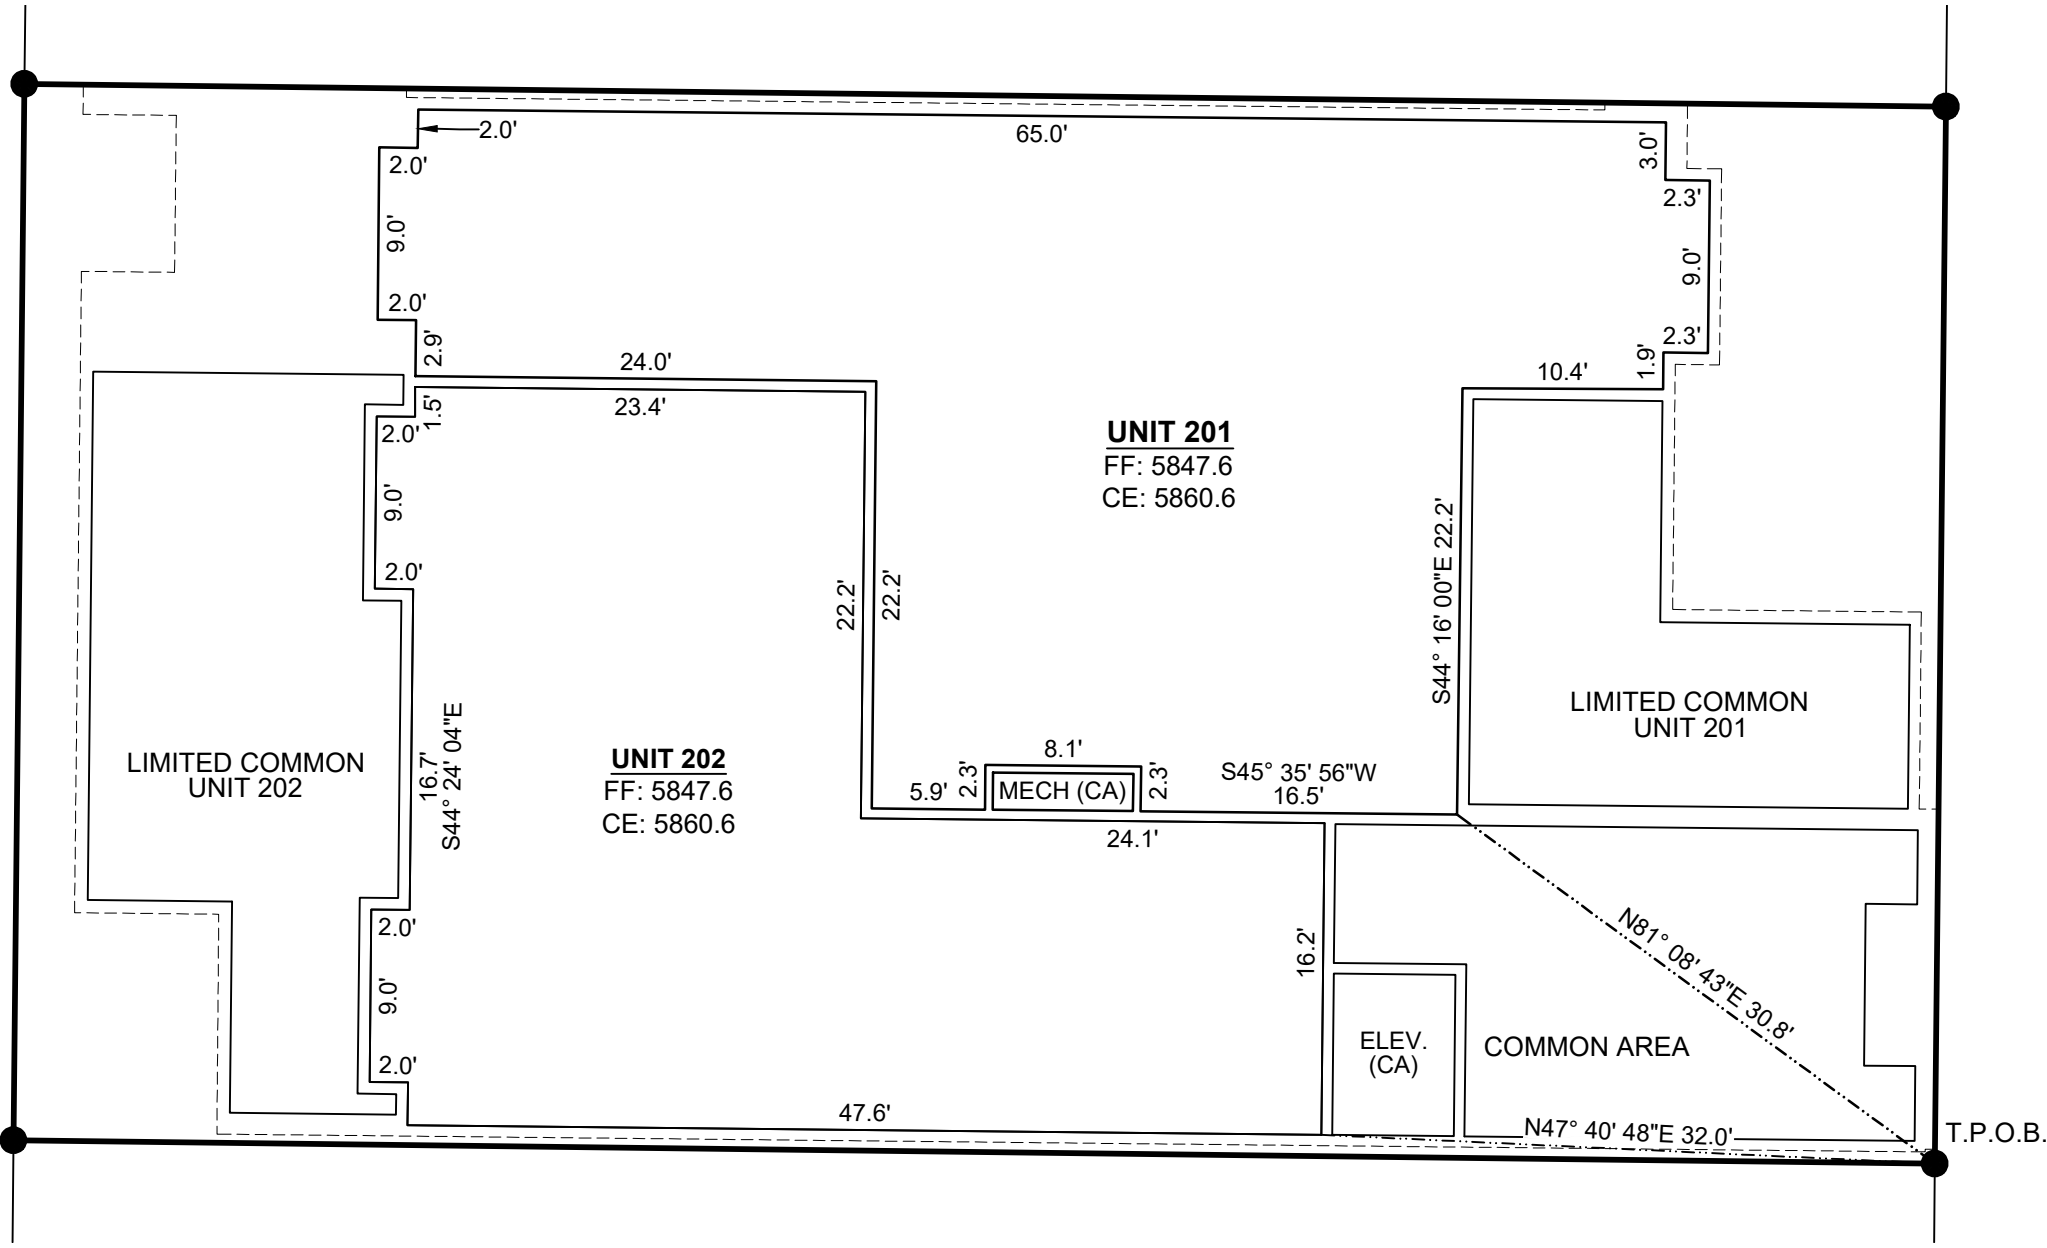 2.0'
65.0'
2.0'
3.0'
2.3'
9.0'
9.0'
2.0'
2.9'
24.0'
2.3'
1.9'
10.4'
23.4'
1.5'
2.0'
UNIT 201
FF: 5847.6
CE: 5860.6
9.0'
2.0'
22.2'
22.2'
S44° 16' 00"E 22.2'
LIMITED COMMON
UNIT 201
LIMITED COMMON
UNIT 202
16.7'
S44° 24' 04"E
UNIT 202
FF: 5847.6
CE: 5860.6
8.1'
5.9'
2.3'
MECH (CA)
2.3'
S45° 35' 56"W
16.5'
24.1'
2.0'
16.2'
N81° 08' 43"E 30.8'
9.0'
ELEV.
(CA)
COMMON AREA
2.0'
47.6'
N47° 40' 48"E 32.0'
T.P.O.B.